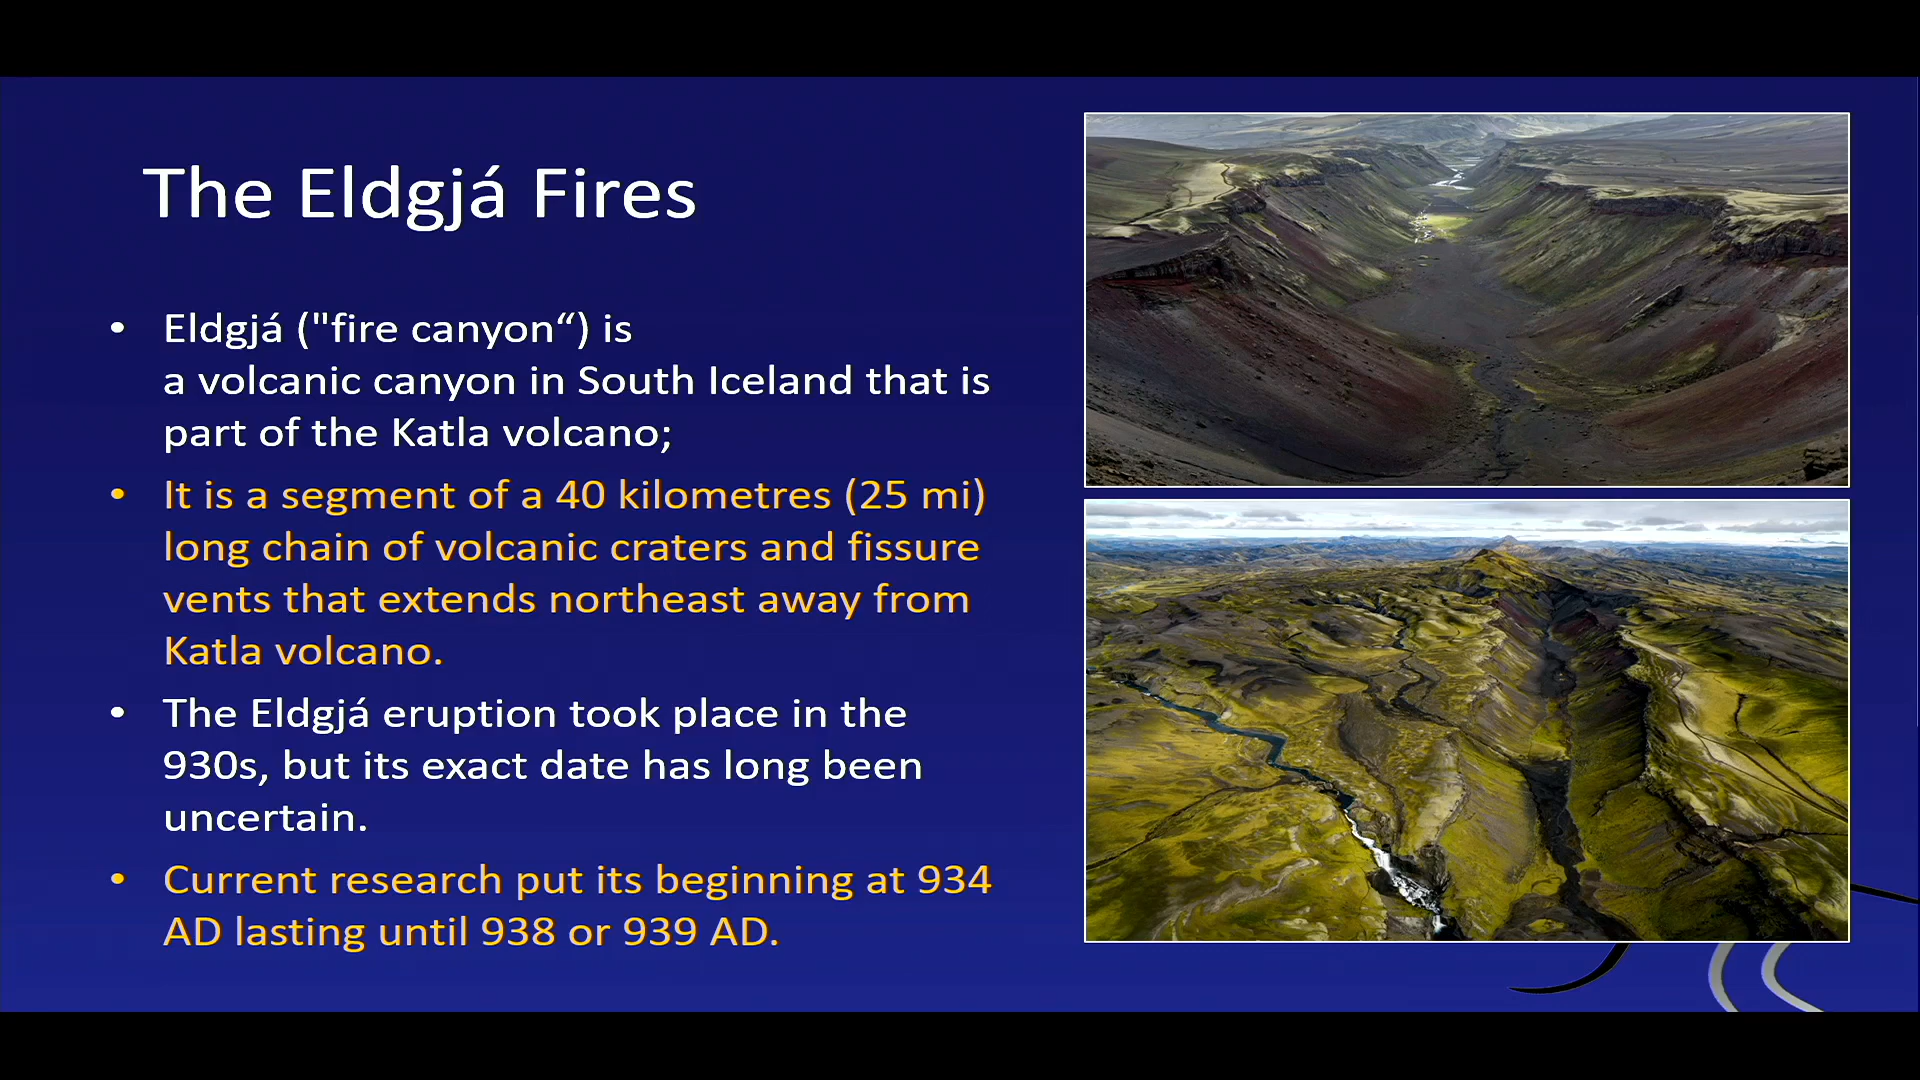 The Eldgjá Fires
• Eldgjá ("fire canyon“) is
a volcanic canyon in South Iceland that is
part of the Katla volcano;
• It is a segment of a 40 kilometres (25 mi)
long chain of volcanic craters and fissure
vents that extends northeast away from
Katla volcano.
• The Eldgjá eruption took place in the
930s, but its exact date has long been
uncertain.
• Current research put its beginning at 934
AD lasting until 938 or 939 AD.